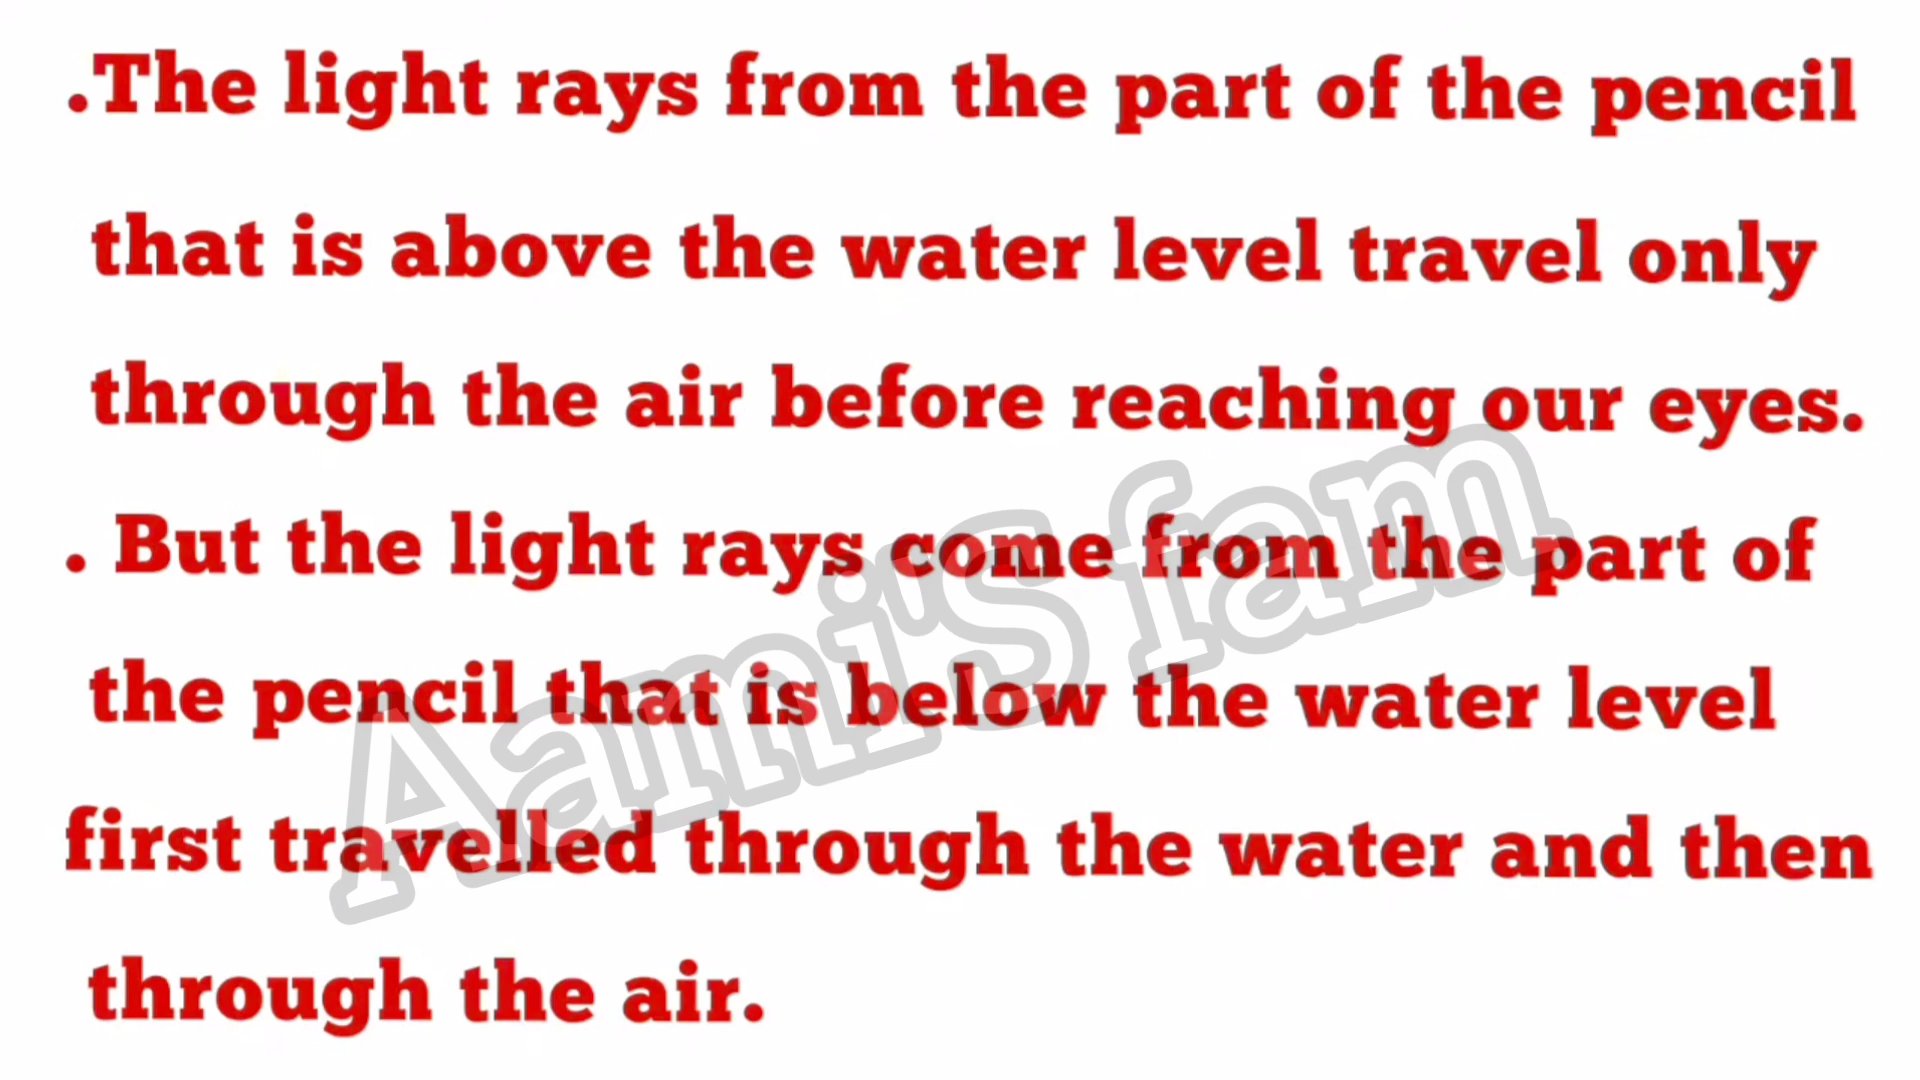 .The light rays from the part of the pencil
that is above the water level travel only
through the air before reaching our eyes.
. But the light rays come from the part of
the pencil that is below the water level
first travelled through the water and then
through the air.
Aami'S fam